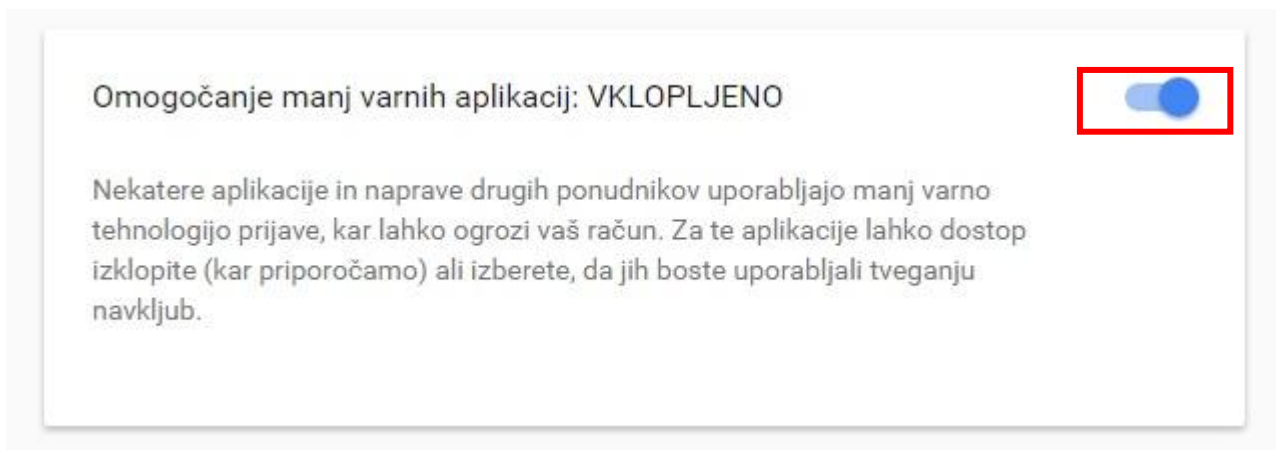 Omogočanje manj varnih aplikacij: VKLOPLJENO
Nekatere aplikacije in naprave drugih ponudnikov uporabljajo manj varno
tehnologijo prijave, kar lahko ogrozi vaš račun. Za te aplikacije lahko dostop
izklopite (kar priporočamo) ali izberete, da jih boste uporabljali tveganju
navkljub.